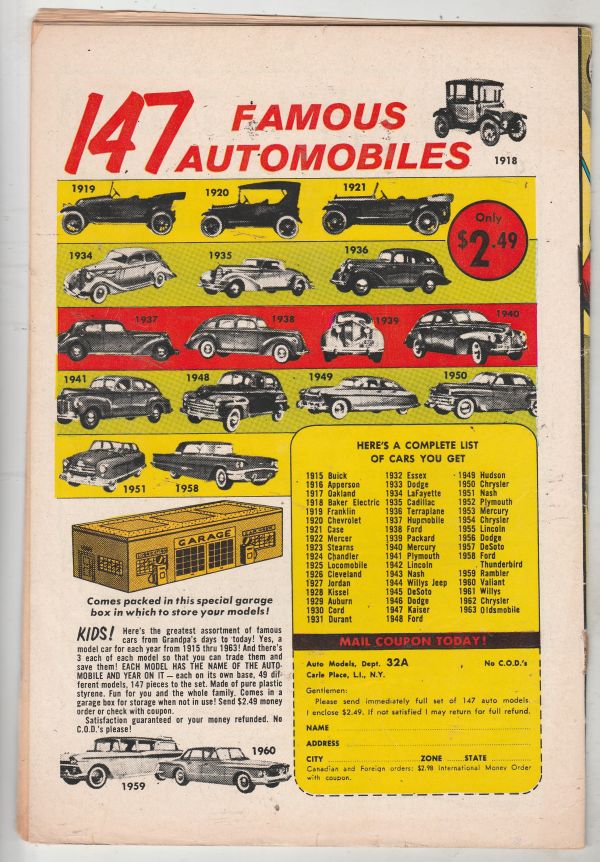 147 FAMOUS
AUTOMOBILES
1918
1919
1920
1921
Only
$2.49
1934
1935
1936
1937
1938
1939
1940
1941
1948
1949
1950
1951
1958
GARAGE
Comes packed in this special garage
box in which to store your models!
KIDS! Here's the greatest assortment of famous
cars from Grandpa's days to today! Yes, a
model car for each year from 1915 thru 1963! And there's
3 each of each model so that you can trade them and
save them! EACH MODEL HAS THE NAME OF THE AUTO-
MOBILE AND YEAR ON IT — each on its own base, 49 dif-
ferent models, 147 pieces to the set. Made of pure plastic
styrene. Fun for you and the whole family. Comes in a
garage box for storage when not in use! Send $2.49 money
order or check with coupon.
Satisfaction guaranteed or your money refunded. No
C.O.D.'s please!
1959
1960
HERE'S A COMPLETE LIST
OF CARS YOU GET
1915 Buick
1916 Apperson
1917 Oakland
1918 Baker Electric
1919 Franklin
1920 Chevrolet
1921 Case
1922 Mercer
1923 Stearns
1924 Chandler
1925 Locomobile
1926 Cleveland
1927 Jordan
1928 Kissel
1929 Auburn
1930 Cord
1931 Durant
1932 Essex
1933 Dodge
1934 LaFayette
1935 Cadillac
1936 Terraplane
1937 Hupmobile
1938 Ford
1939 Packard
1940 Mercury
1941 Plymouth
1942 Lincoln
1943 Nash
1944 Willys Jeep
1945 DeSoto
1946 Dodge
1947 Kaiser
1948 Ford
1949 Hudson
1950 Chrysler
1951 Nash
1952 Plymouth
1953 Mercury
1954 Chrysler
1955 Lincoln
1956 Dodge
1957 DeSoto
1958 Ford
Thunderbird
1959 Rambler
1960 Valiant
1961 Willys
1962 Chrysler
1963 Oldsmobile
MAIL COUPON TODAY!
Auto Models, Dept. 32A No C.O.D.'s
Carle Place, L.I., N.Y.
Gentlemen:
Please send immediately full set of 147 auto models.
I enclose $2.49. If not satisfied I may return for full refund.
NAME
ADDRESS
CITY ZONE STATE
Canadian and Foreign orders: $2.98 International Money Order
with coupon.